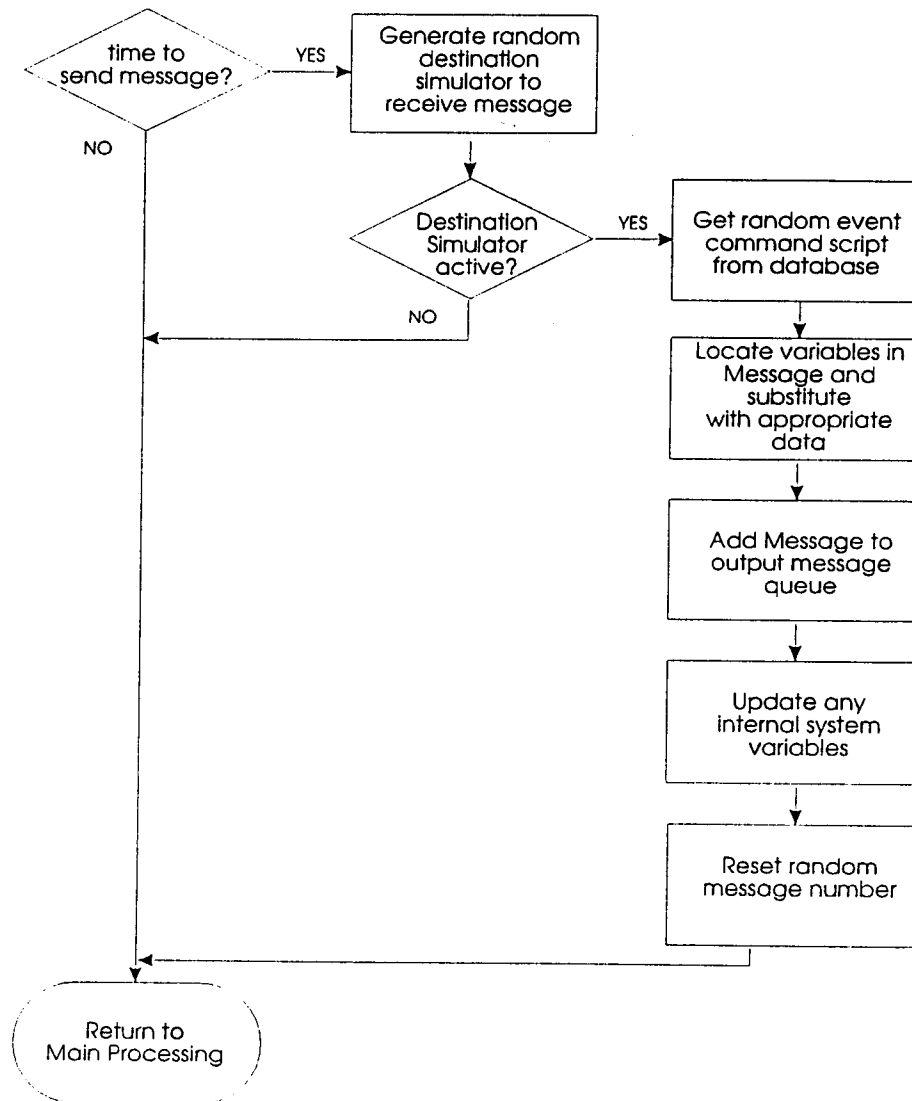 time to
send message?
YES
Generate random
destination
simulator to
receive message
NO
Destination
Simulator
active?
YES
Get random event
command script
from database
NO
Locate variables in
Message and
substitute
with appropriate
data
Add Message to
output message
queue
Update any
internal system
variables
Reset random
message number
Return to
Main Processing